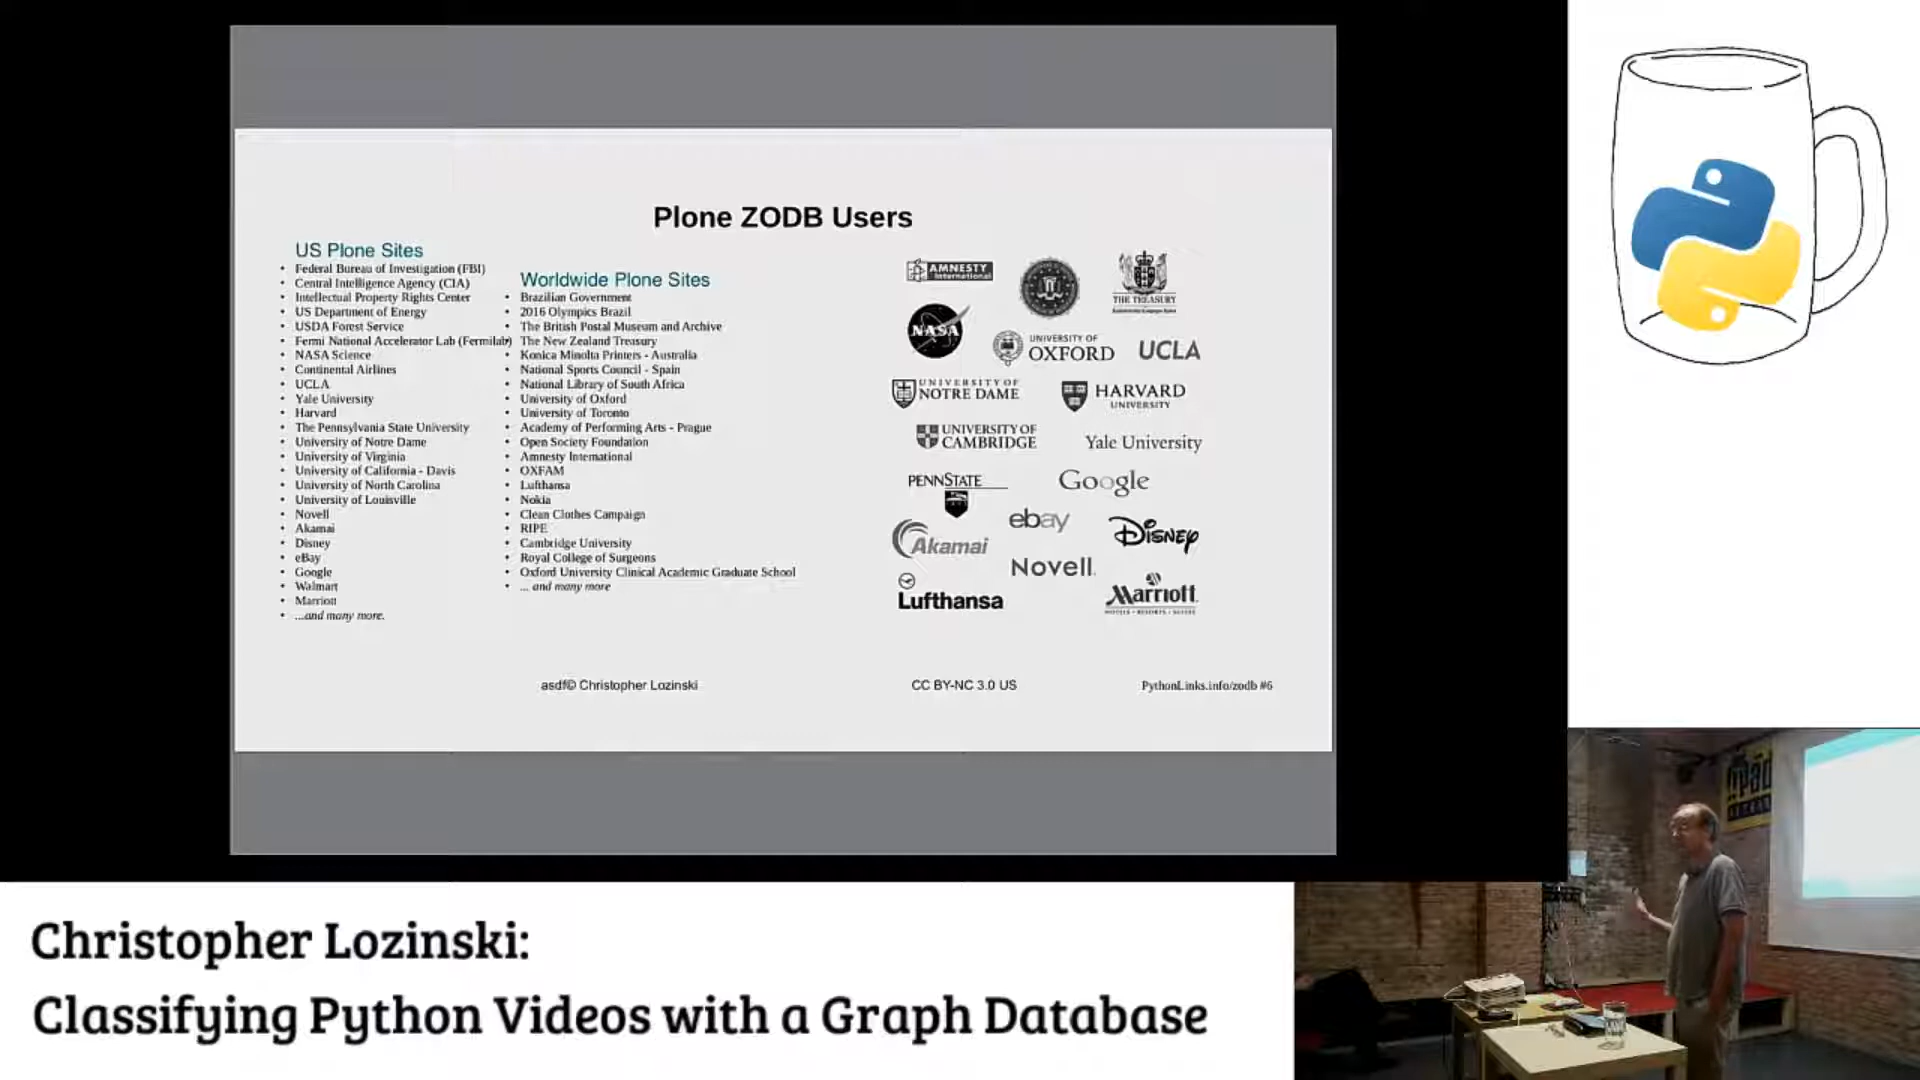 Plone ZODB Users
US Plone Sites
• Federal Bureau of Investigation (FBI)
• Central Intelligence Agency (CIA)
• Intellectual Property Rights Center
• US Department of Energy
• USDA Forest Service
• Fermi National Accelerator Lab (Fermilab)
• NASA Science
• Continental Airlines
• UCLA
• Yale University
• Harvard
• The Pennsylvania State University
• University of Notre Dame
• University of Virginia
• University of California - Davis
• University of North Carolina
• University of Louisville
• Novell
• Akamai
• Disney
• eBay
• Google
• Walmart
• Marriott
• ...and many more.
Worldwide Plone Sites
• Brazilian Government
• 2016 Olympics Brazil
• The British Postal Museum and Archive
• The New Zealand Treasury
• Konica Minolta Printers - Australia
• National Sports Council - Spain
• National Library of South Africa
• University of Oxford
• University of Toronto
• Academy of Performing Arts - Prague
• Open Society Foundation
• Amnesty International
• OXFAM
• Lufthansa
• Nokia
• Clean Clothes Campaign
• RIPE
• Cambridge University
• Royal College of Surgeons
• Oxford University Clinical Academic Graduate School
• ... and many more
AMNESTY
International
THE TREASURY
NASA
UNIVERSITY OF
OXFORD
UCLA
UNIVERSITY OF
NOTRE DAME
HARVARD
UNIVERSITY
UNIVERSITY OF
CAMBRIDGE
Yale University
PENNSTATE
Google
ebay
Disney
Akamai
Novell.
Lufthansa
Marriott
HOTELS • RESORTS • SUITES
asdf© Christopher Lozinski
CC BY-NC 3.0 US
PythonLinks.info/zodb #6
Christopher Lozinski:
Classifying Python Videos with a Graph Database